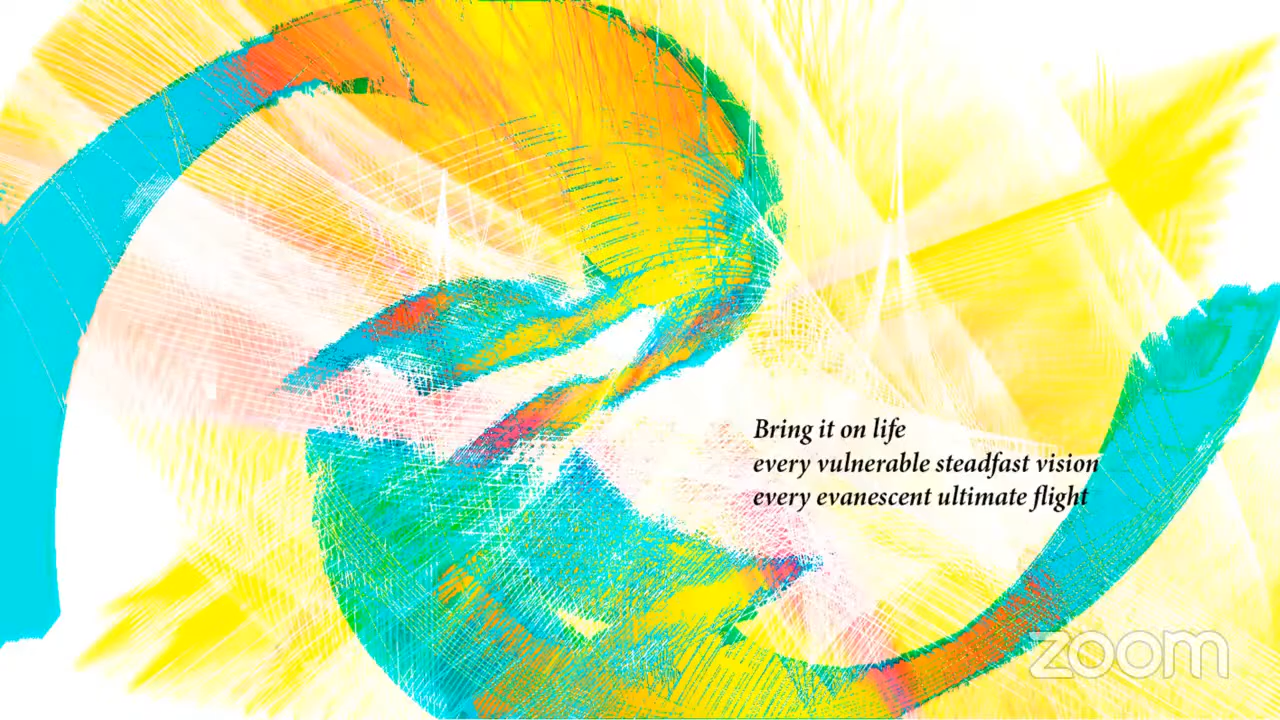 Bring it on life
every vulnerable steadfast vision
every evanescent ultimate flight
zoom